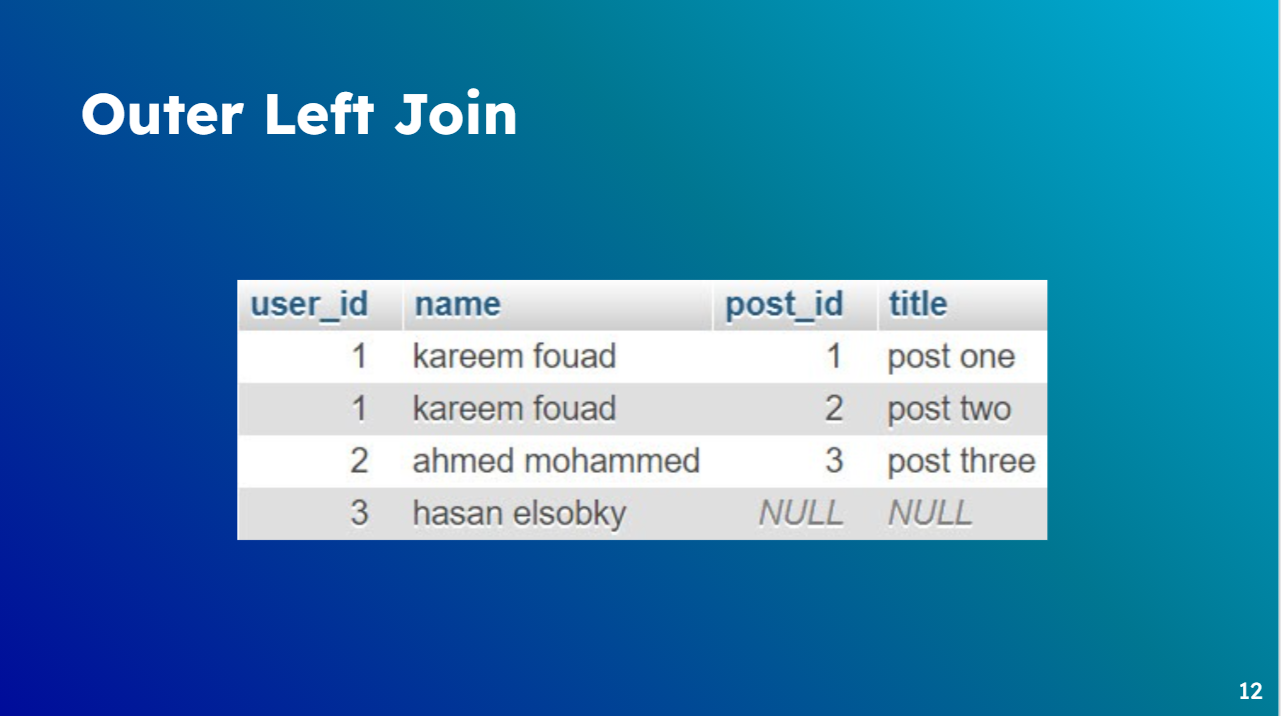 Outer Left Join
user_id name post_id title
1 kareem fouad 1 post one
1 kareem fouad 2 post two
2 ahmed mohammed 3 post three
3 hasan elsobky NULL NULL
12